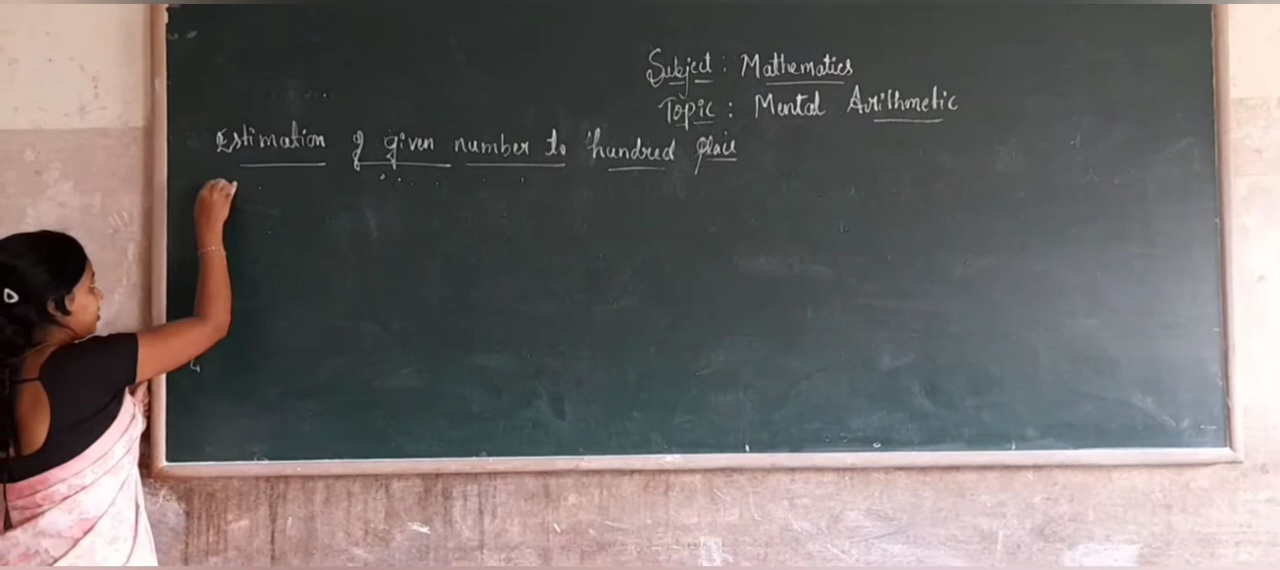 Subject : Mathematics
Topic : Mental Arithmetic
Estimation of given number to hundred place